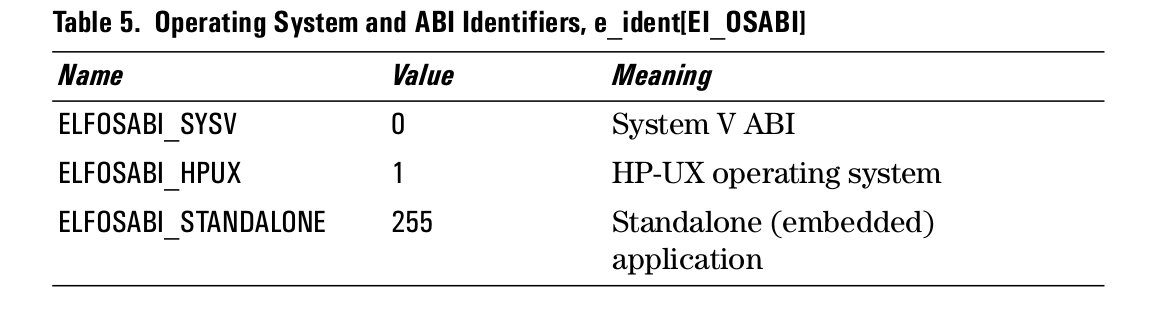 Table 5. Operating System and ABI Identifiers, e_ident[EI_OSABI]
Name Value Meaning
ELFOSABI_SYSV 0 System V ABI
ELFOSABI_HPUX 1 HP-UX operating system
ELFOSABI_STANDALONE 255 Standalone (embedded)
application